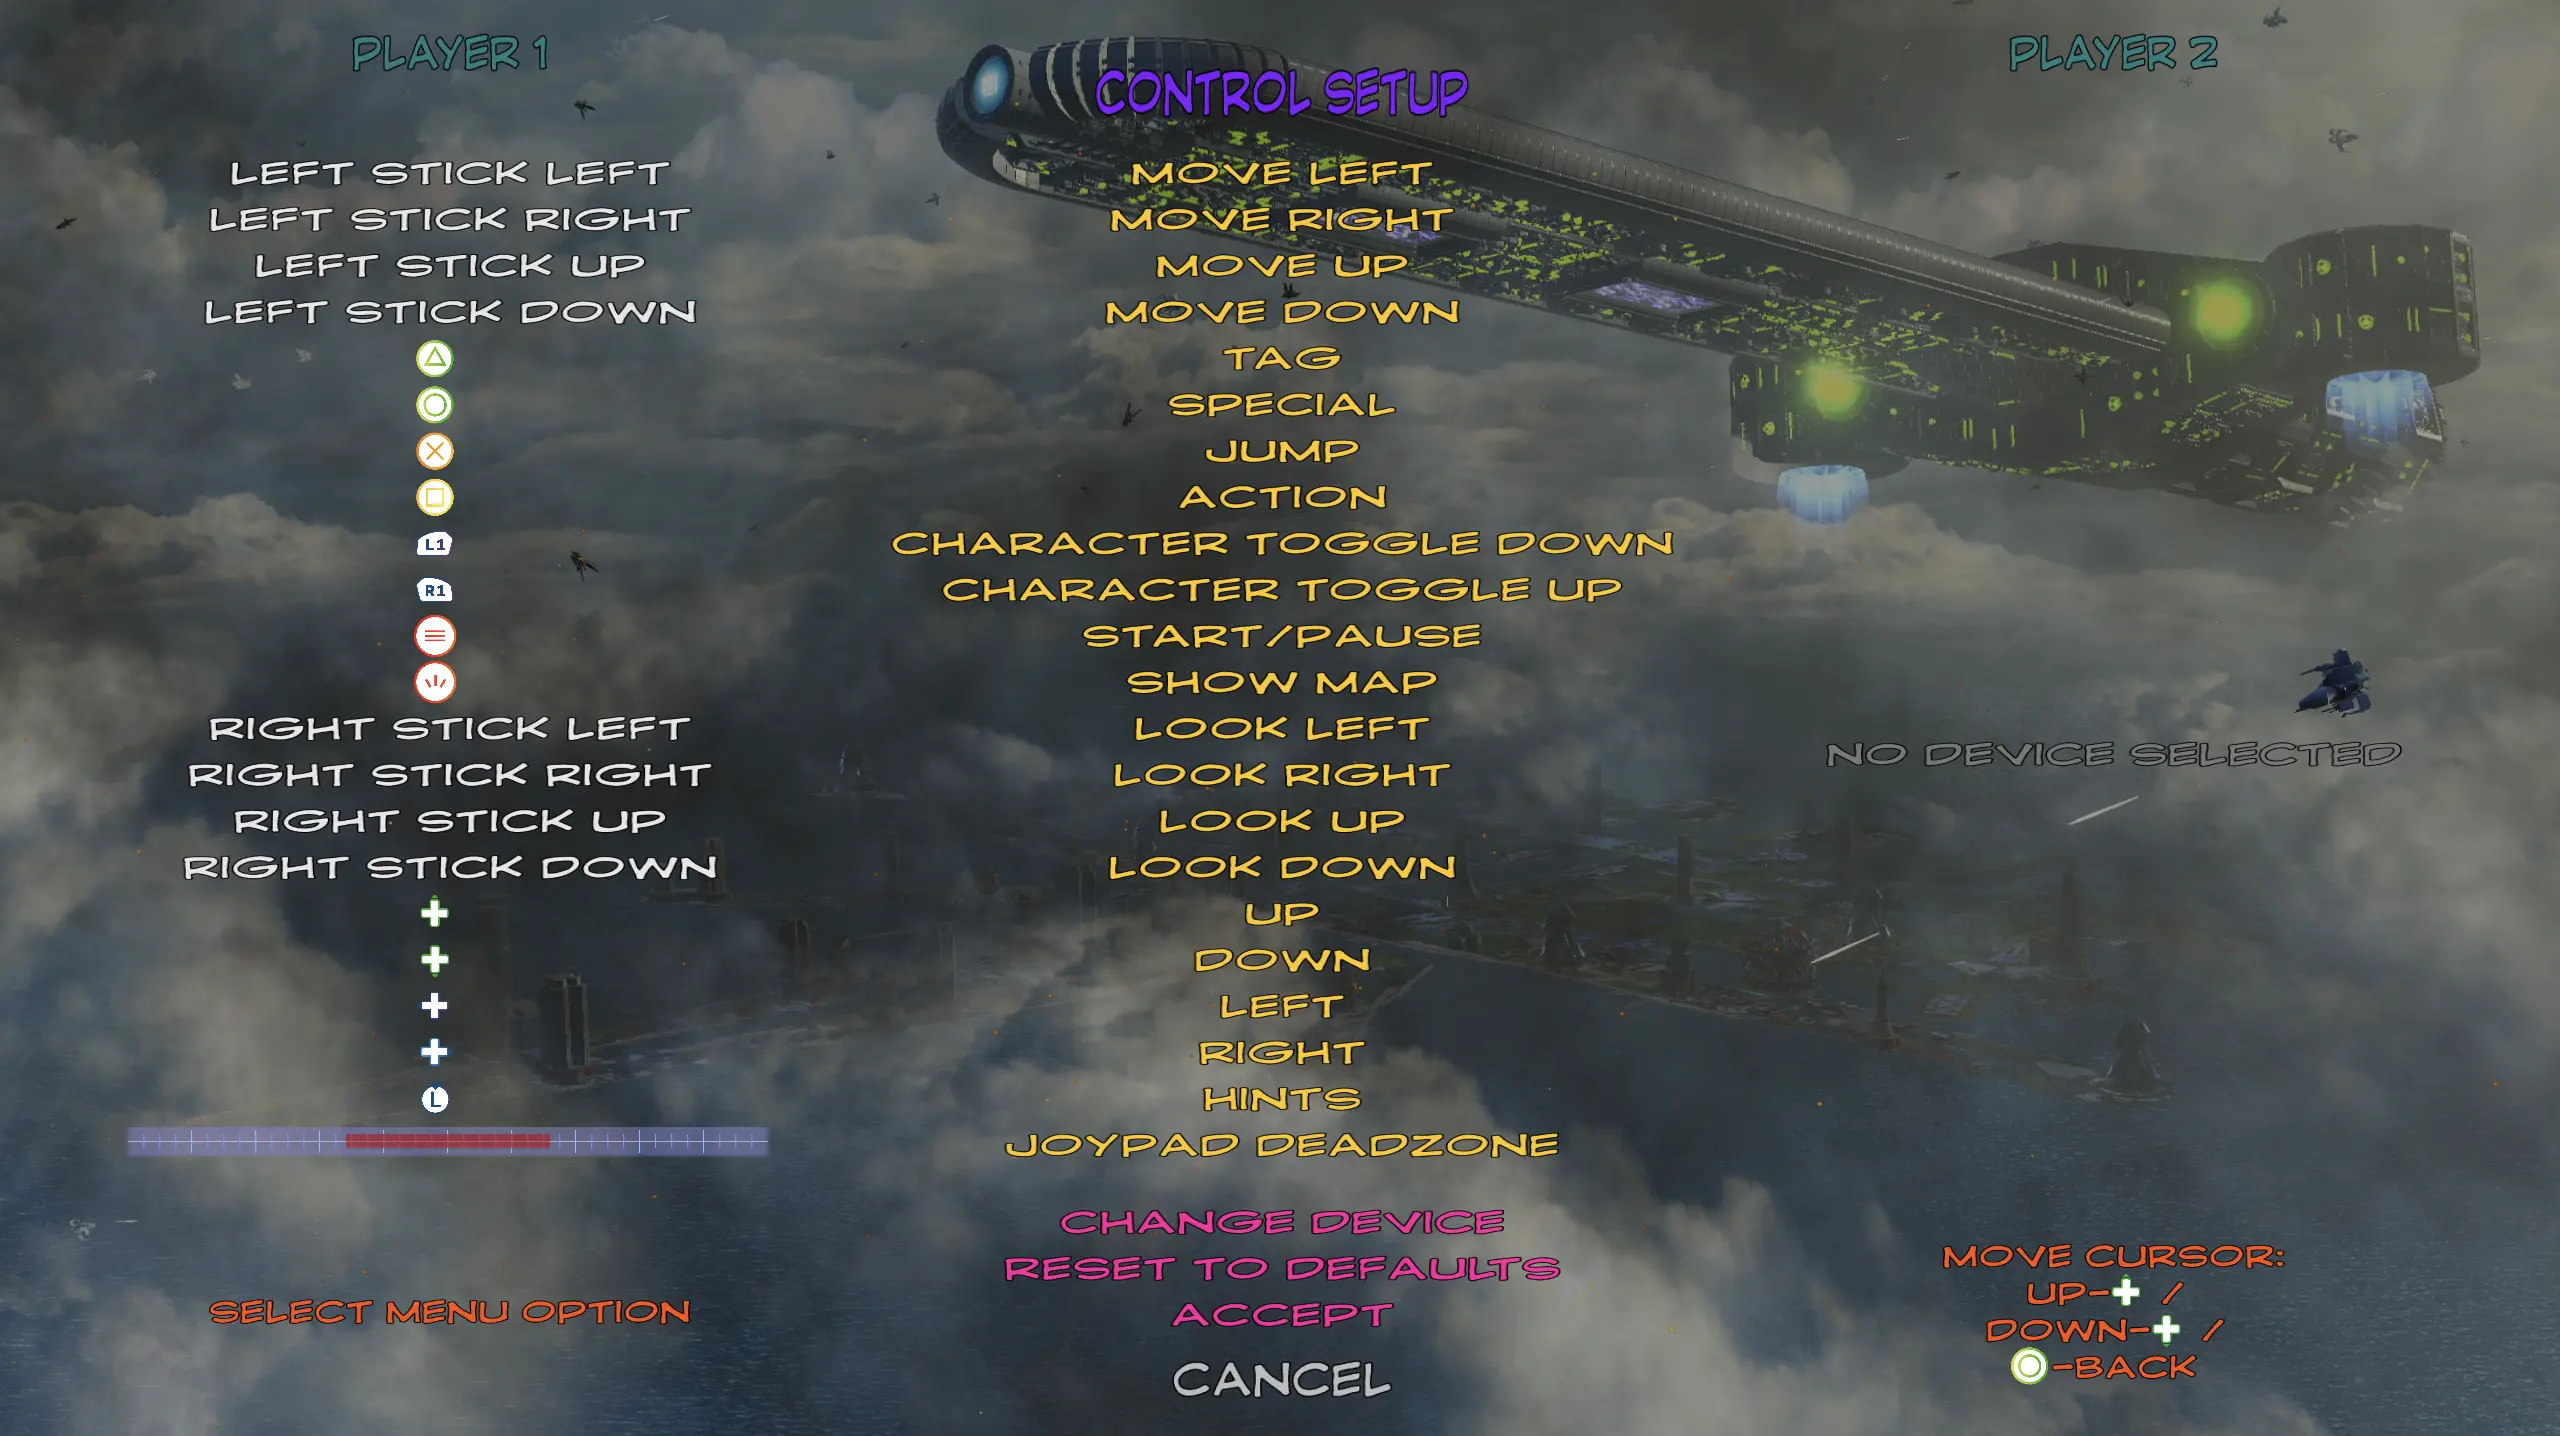 PLAYER 1
PLAYER 2
CONTROL SETUP
LEFT STICK LEFT MOVE LEFT
LEFT STICK RIGHT MOVE RIGHT
LEFT STICK UP MOVE UP
LEFT STICK DOWN MOVE DOWN
TAG
SPECIAL
JUMP
ACTION
L1 CHARACTER TOGGLE DOWN
R1 CHARACTER TOGGLE UP
START/PAUSE
SHOW MAP
RIGHT STICK LEFT LOOK LEFT
NO DEVICE SELECTED
RIGHT STICK RIGHT LOOK RIGHT
RIGHT STICK UP LOOK UP
RIGHT STICK DOWN LOOK DOWN
UP
DOWN
LEFT
RIGHT
L HINTS
JOYPAD DEADZONE
CHANGE DEVICE
RESET TO DEFAULTS
ACCEPT
CANCEL
SELECT MENU OPTION
MOVE CURSOR:
UP- /
DOWN- /
-BACK